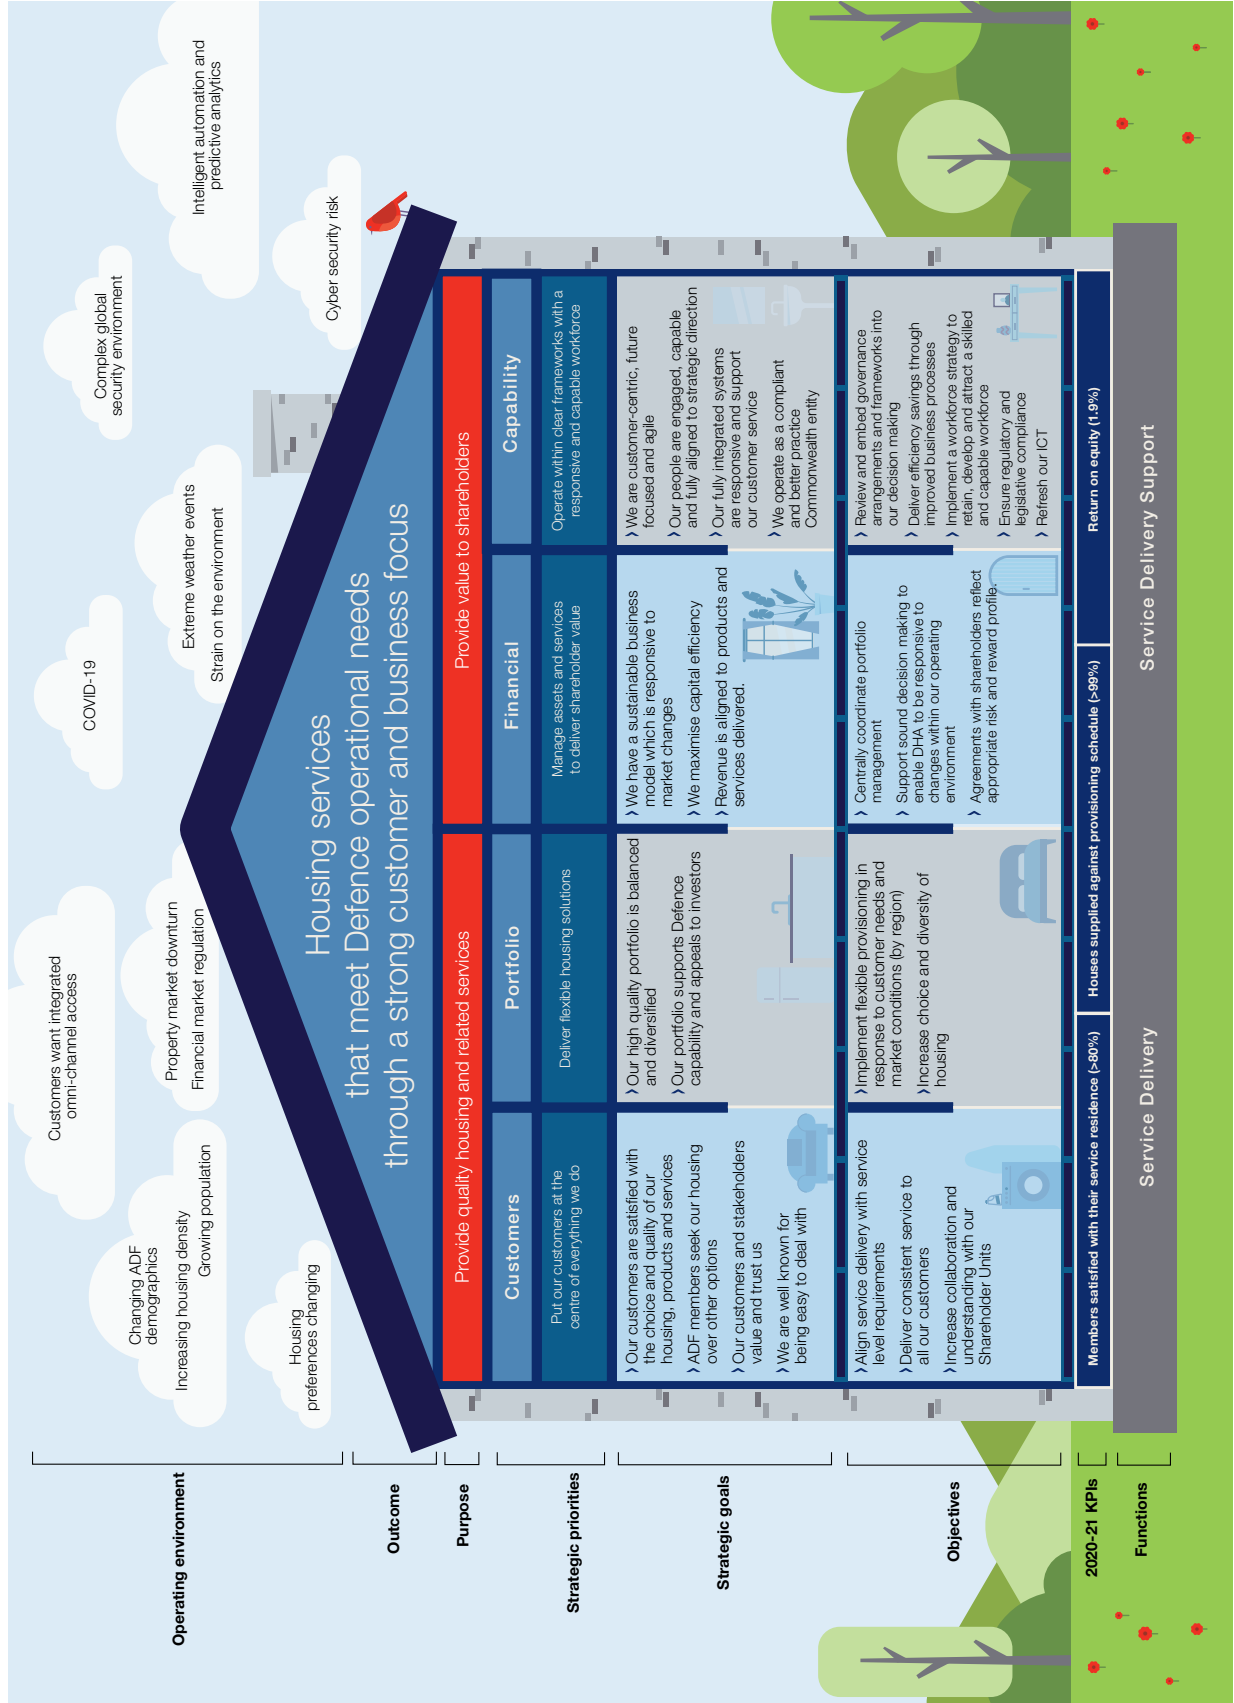 Operating environment
Customers want integrated
omni-channel access
COVID-19
Complex global
security environment
Intelligent automation and
predictive analytics
Changing ADF
demographics
Increasing housing density
Growing population
Property market downturn
Financial market regulation
Extreme weather events
Strain on the environment
Housing
preferences changing
Cyber security risk
Outcome
Housing services
that meet Defence operational needs
through a strong customer and business focus
Purpose
Provide quality housing and related services
Provide value to shareholders
Strategic priorities
Customers
Put our customers at the
centre of everything we do
Portfolio
Deliver flexible housing solutions
Financial
Manage assets and services
to deliver shareholder value
Capability
Operate within clear frameworks with a
responsive and capable workforce
Strategic goals
Our customers are satisfied with
the choice and quality of our
housing, products and services
ADF members seek our housing
over other options
Our customers and stakeholders
value and trust us
We are well known for
being easy to deal with
Our high quality portfolio is balanced
and diversified
Our portfolio supports Defence
capability and appeals to investors
We have a sustainable business
model which is responsive to
market changes
We maximise capital efficiency
Revenue is aligned to products and
services delivered.
We are customer-centric, future
focused and agile
Our people are engaged, capable
and fully aligned to strategic direction
Our fully integrated systems
are responsive and support
our customer service
We operate as a compliant
and better practice
Commonwealth entity
Objectives
Align service delivery with service
level requirements
Deliver consistent service to
all our customers
Increase collaboration and
understanding with our
Shareholder Units
Implement flexible provisioning in
response to customer needs and
market conditions (by region)
Increase choice and diversity of
housing
Centrally coordinate portfolio
management
Support sound decision making to
enable DHA to be responsive to
changes within our operating
environment
Agreements with shareholders reflect
appropriate risk and reward profile.
Review and embed governance
arrangements and frameworks into
our decision making
Deliver efficiency savings through
improved business processes
Implement a workforce strategy to
retain, develop and attract a skilled
and capable workforce
Ensure regulatory and
legislative compliance
Refresh our ICT
2020-21 KPIs
Members satisfied with their service residence (>80%)
Houses supplied against provisioning schedule (>99%)
Return on equity (1.9%)
Functions
Service Delivery
Service Delivery Support